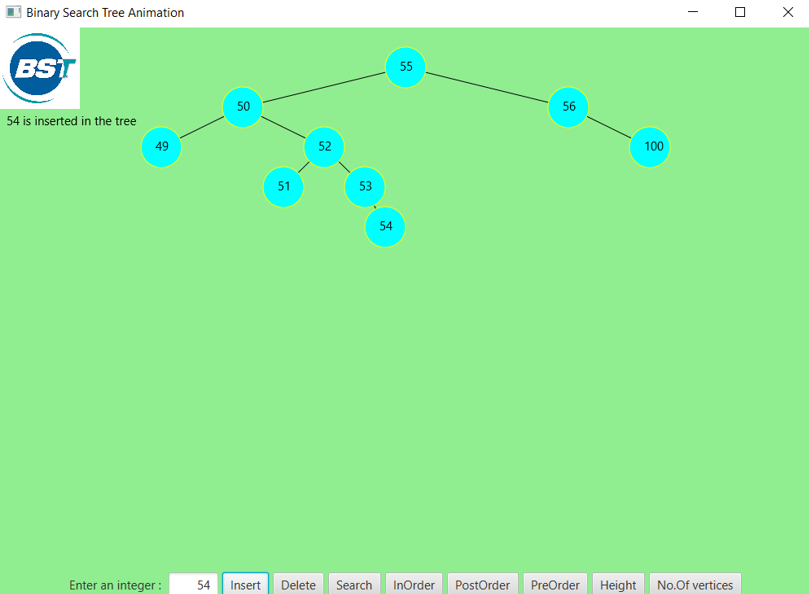 Binary Search Tree Animation
BST
55
50
56
54 is inserted in the tree
49
52
100
51
53
54
Enter an integer : 54 Insert Delete Search InOrder PostOrder PreOrder Height No.Of vertices